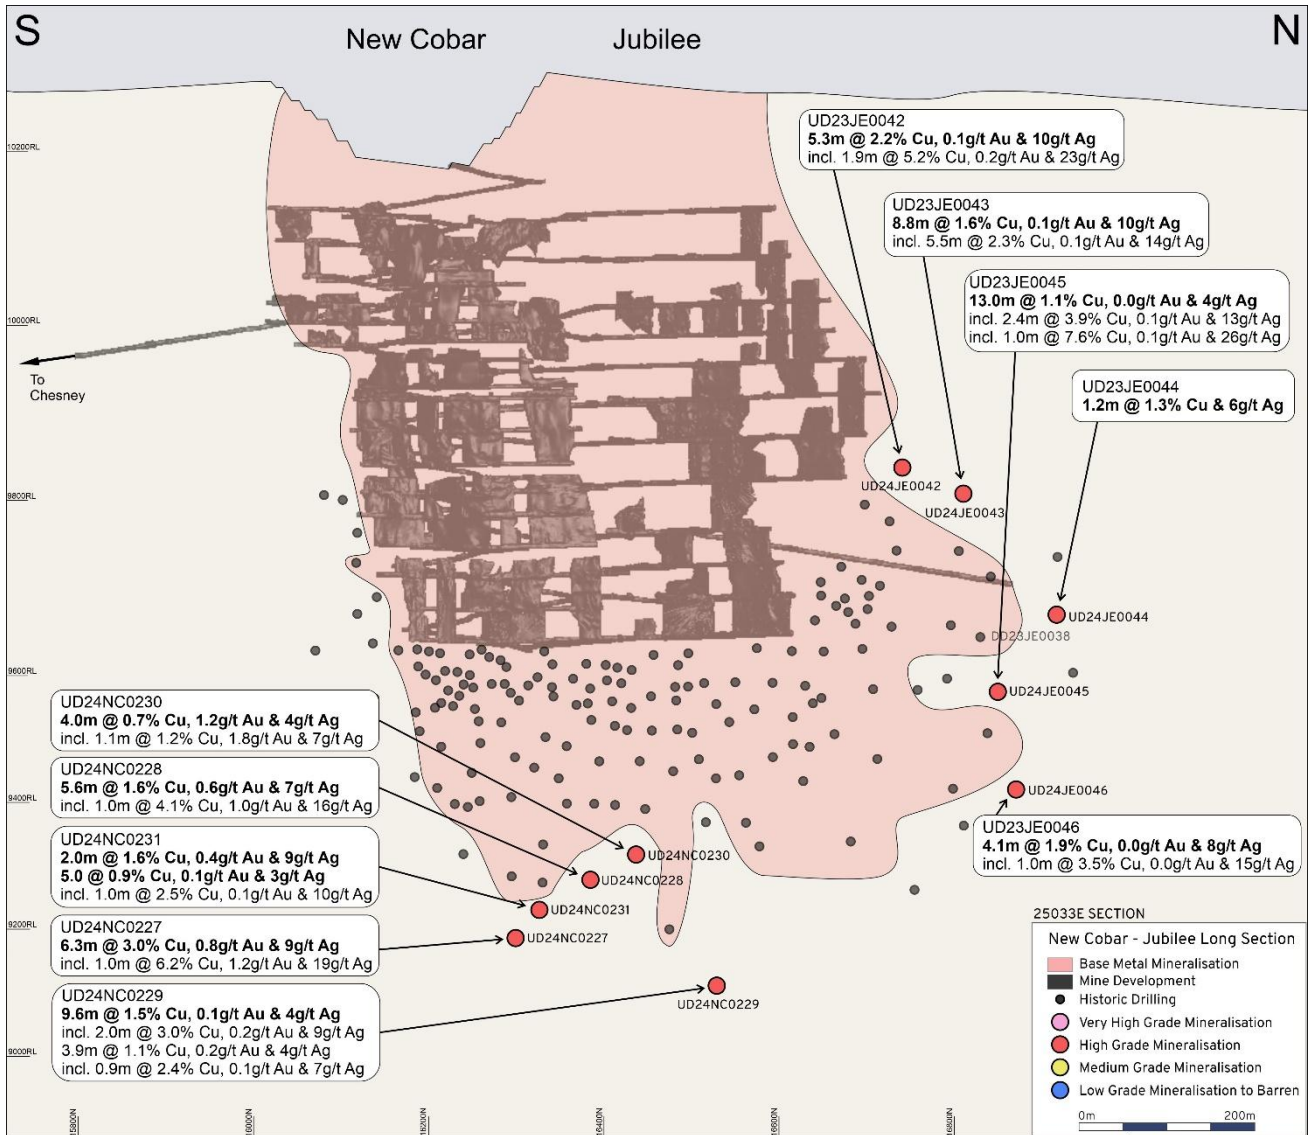 S
New Cobar
Jubilee
N
UD23JE0042
5.3m @ 2.2% Cu, 0.1g/t Au & 10g/t Ag
incl. 1.9m @ 5.2% Cu, 0.2g/t Au & 23g/t Ag
10200RL
UD23JE0043
8.8m @ 1.6% Cu, 0.1g/t Au & 10g/t Ag
incl. 5.5m @ 2.3% Cu, 0.1g/t Au & 14g/t Ag
UD23JE0045
13.0m @ 1.1% Cu, 0.0g/t Au & 4g/t Ag
incl. 2.4m @ 3.9% Cu, 0.1g/t Au & 13g/t Ag
incl. 1.0m @ 7.6% Cu, 0.1g/t Au & 26g/t Ag
10000RL
To
Chesney
UD23JE0044
1.2m @ 1.3% Cu & 6g/t Ag
UD24JE0042
9800RL
UD24JE0043
UD24JE0044
DD23JE0038
9600RL
UD24JE0045
UD24NC0230
4.0m @ 0.7% Cu, 1.2g/t Au & 4g/t Ag
incl. 1.1m @ 1.2% Cu, 1.8g/t Au & 7g/t Ag
UD24NC0228
5.6m @ 1.6% Cu, 0.6g/t Au & 7g/t Ag
incl. 1.0m @ 4.1% Cu, 1.0g/t Au & 16g/t Ag
9400RL
UD24JE0046
UD23JE0046
4.1m @ 1.9% Cu, 0.0g/t Au & 8g/t Ag
incl. 1.0m @ 3.5% Cu, 0.0g/t Au & 15g/t Ag
UD24NC0231
2.0m @ 1.6% Cu, 0.4g/t Au & 9g/t Ag
5.0 @ 0.9% Cu, 0.1g/t Au & 3g/t Ag
incl. 1.0m @ 2.5% Cu, 0.1g/t Au & 10g/t Ag
UD24NC0230
UD24NC0228
UD24NC0231
9200RL
UD24NC0227
6.3m @ 3.0% Cu, 0.8g/t Au & 9g/t Ag
incl. 1.0m @ 6.2% Cu, 1.2g/t Au & 19g/t Ag
UD24NC0227
UD24NC0229
9.6m @ 1.5% Cu, 0.1g/t Au & 4g/t Ag
incl. 2.0m @ 3.0% Cu, 0.2g/t Au & 9g/t Ag
3.9m @ 1.1% Cu, 0.2g/t Au & 4g/t Ag
incl. 0.9m @ 2.4% Cu, 0.1g/t Au & 7g/t Ag
UD24NC0229
9000RL
25033E SECTION
New Cobar - Jubilee Long Section
Base Metal Mineralisation
Mine Development
Historic Drilling
Very High Grade Mineralisation
High Grade Mineralisation
Medium Grade Mineralisation
Low Grade Mineralisation to Barren
0m 200m
15800N
16000N
16200N
16400N
16600N
16800N